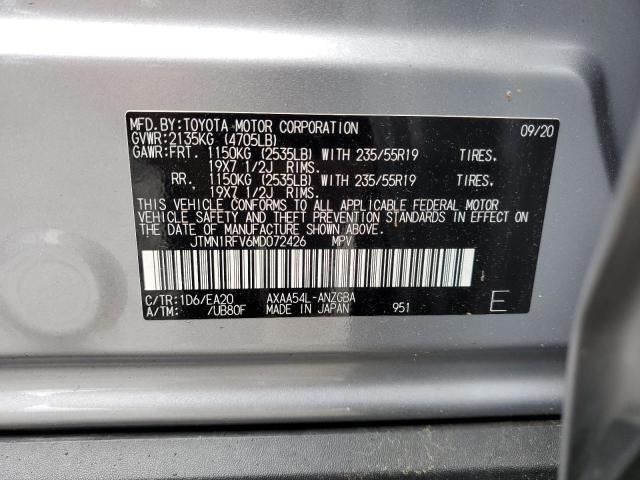 MFD.BY:TOYOTA MOTOR CORPORATION 09/20
GVWR:2135KG (4705LB)
GAWR:FRT. 1150KG (2535LB) WITH 235/55R19 TIRES.
19X7 1/2J RIMS.
RR. 1150KG (2535LB) WITH 235/55R19 TIRES.
19X7 1/2J RIMS.
THIS VEHICLE CONFORMS TO ALL APPLICABLE FEDERAL MOTOR
VEHICLE SAFETY AND THEFT PREVENTION STANDARDS IN EFFECT
ON THE DATE OF MANUFACTURE SHOWN ABOVE.
JTMN1RFV6MD072426 MPV
C/TR:1D6/EA20 AXAA54L-ANZGBA
A/TM: /UB80F MADE IN JAPAN 951 E